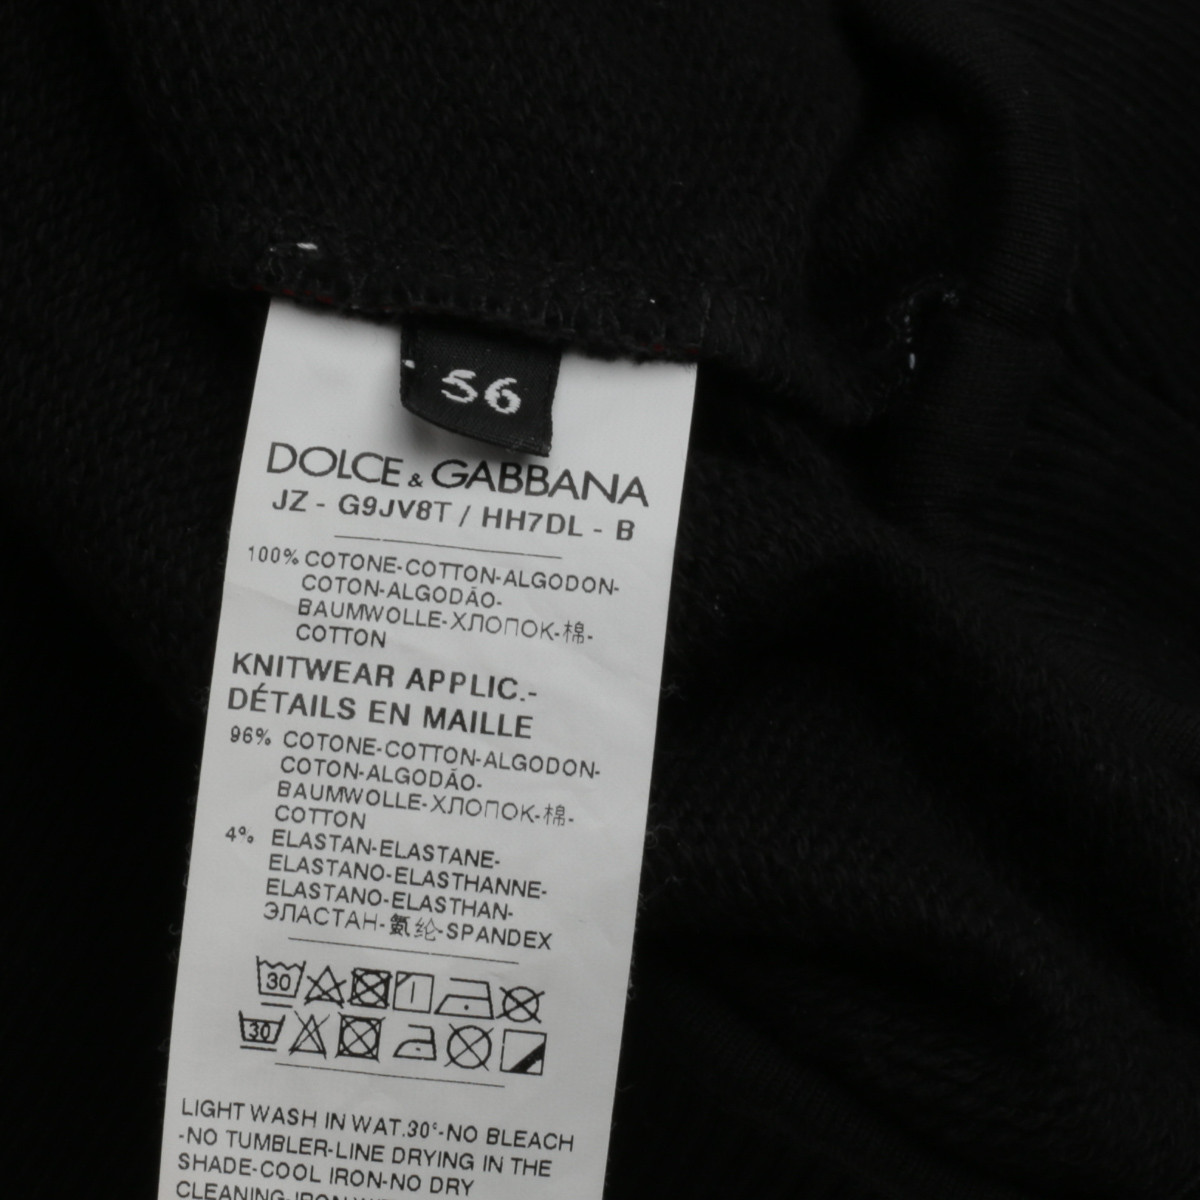 56
DOLCE & GABBANA
JZ - G9JV8T / HH7DL - B
100% COTONE-COTTON-ALGODON-
COTON-ALGODÃO-
BAUMWOLLE-ХЛОПОК-棉-
COTTON
KNITWEAR APPLIC.-
DÉTAILS EN MAILLE
96% COTONE-COTTON-ALGODON-
COTON-ALGODÃO-
BAUMWOLLE-ХЛОПОК-棉-
COTTON
4% ELASTAN-ELASTANE-
ELASTANO-ELASTHANNE-
ELASTANO-ELASTHAN-
ЭЛАСТАН-氨纶-SPANDEX
30
30
LIGHT WASH IN WAT.30°-NO BLEACH
-NO TUMBLER-LINE DRYING IN THE
SHADE-COOL IRON-NO DRY
CLEANING-IRON